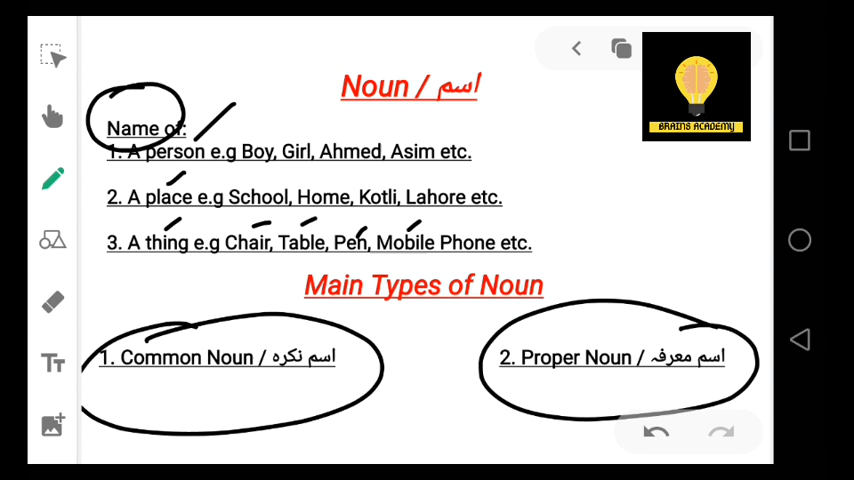 Noun / اسم
BRAINS ACADEMY
Name of:
1. A person e.g Boy, Girl, Ahmed, Asim etc.
2. A place e.g School, Home, Kotli, Lahore etc.
3. A thing e.g Chair, Table, Pen, Mobile Phone etc.
Main Types of Noun
1. Common Noun / اسم نکرہ
2. Proper Noun / اسم معرفہ
Tт